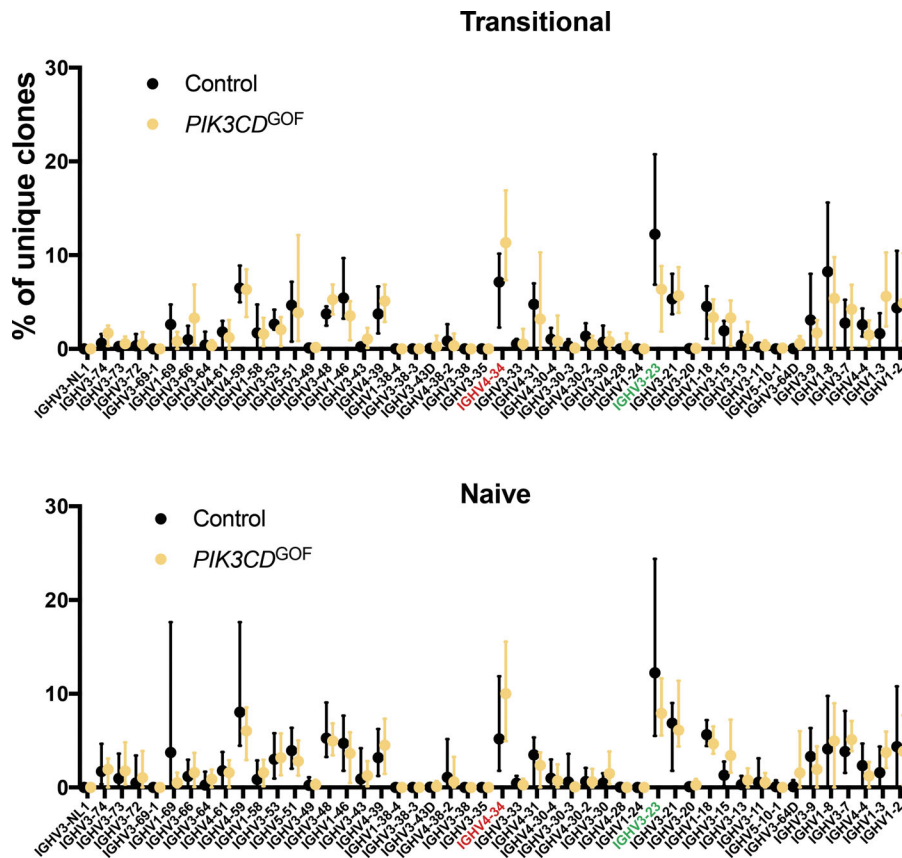 Transitional
% of unique clones
30
20
10
0
Control
PIK3CD^GOF
IGHV3-NL1
IGHV3-74
IGHV3-73
IGHV3-72
IGHV3-69-1
IGHV1-69
IGHV3-66
IGHV3-64
IGHV4-61
IGHV4-59
IGHV1-58
IGHV3-53
IGHV5-51
IGHV3-49
IGHV3-48
IGHV1-46
IGHV3-43
IGHV4-39
IGHV1-38-4
IGHV3-38-3
IGHV3-43D
IGHV4-38-2
IGHV3-38
IGHV3-35
IGHV4-34
IGHV3-33
IGHV4-31
IGHV4-30-4
IGHV3-30-3
IGHV4-30-2
IGHV3-30
IGHV4-28
IGHV1-24
IGHV3-23
IGHV3-21
IGHV3-20
IGHV1-18
IGHV3-15
IGHV3-13
IGHV3-11
IGHV5-10-1
IGHV3-64D
IGHV3-9
IGHV1-8
IGHV3-7
IGHV4-4
IGHV1-3
IGHV1-2
Naive
30
20
10
0
Control
PIK3CD^GOF
IGHV3-NL1
IGHV3-74
IGHV3-73
IGHV3-72
IGHV3-69-1
IGHV1-69
IGHV3-66
IGHV3-64
IGHV4-61
IGHV4-59
IGHV1-58
IGHV3-53
IGHV5-51
IGHV3-49
IGHV3-48
IGHV1-46
IGHV3-43
IGHV4-39
IGHV1-38-4
IGHV3-38-3
IGHV3-43D
IGHV4-38-2
IGHV3-38
IGHV3-35
IGHV4-34
IGHV3-33
IGHV4-31
IGHV4-30-4
IGHV3-30-3
IGHV4-30-2
IGHV3-30
IGHV4-28
IGHV1-24
IGHV3-23
IGHV3-21
IGHV3-20
IGHV1-18
IGHV3-15
IGHV3-13
IGHV3-11
IGHV5-10-1
IGHV3-64D
IGHV3-9
IGHV1-8
IGHV3-7
IGHV4-4
IGHV1-3
IGHV1-2